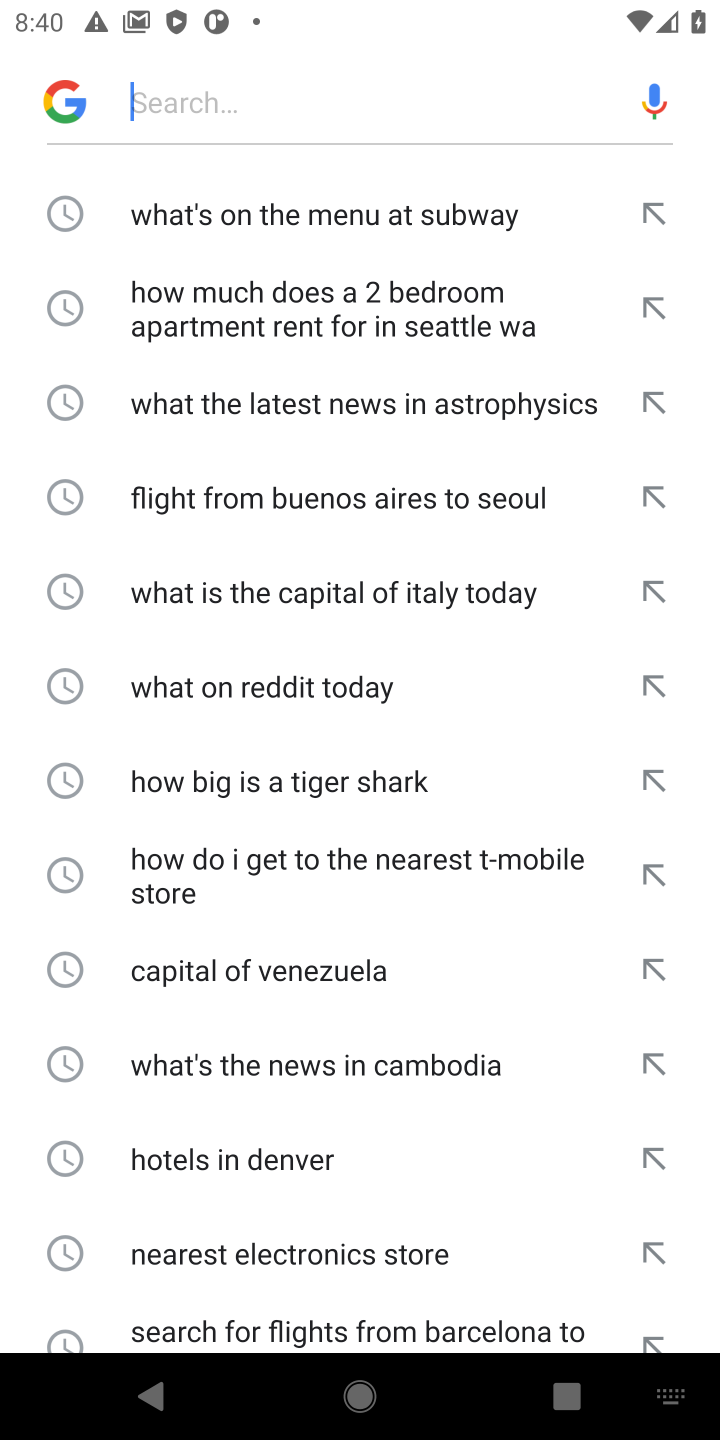 8:40
Search…
what's on the menu at subway
how much does a 2 bedroom
apartment rent for in seattle wa
what the latest news in astrophysics
flight from buenos aires to seoul
what is the capital of italy today
what on reddit today
how big is a tiger shark
how do i get to the nearest t-mobile
store
capital of venezuela
what's the news in cambodia
hotels in denver
nearest electronics store
search for flights from barcelona to